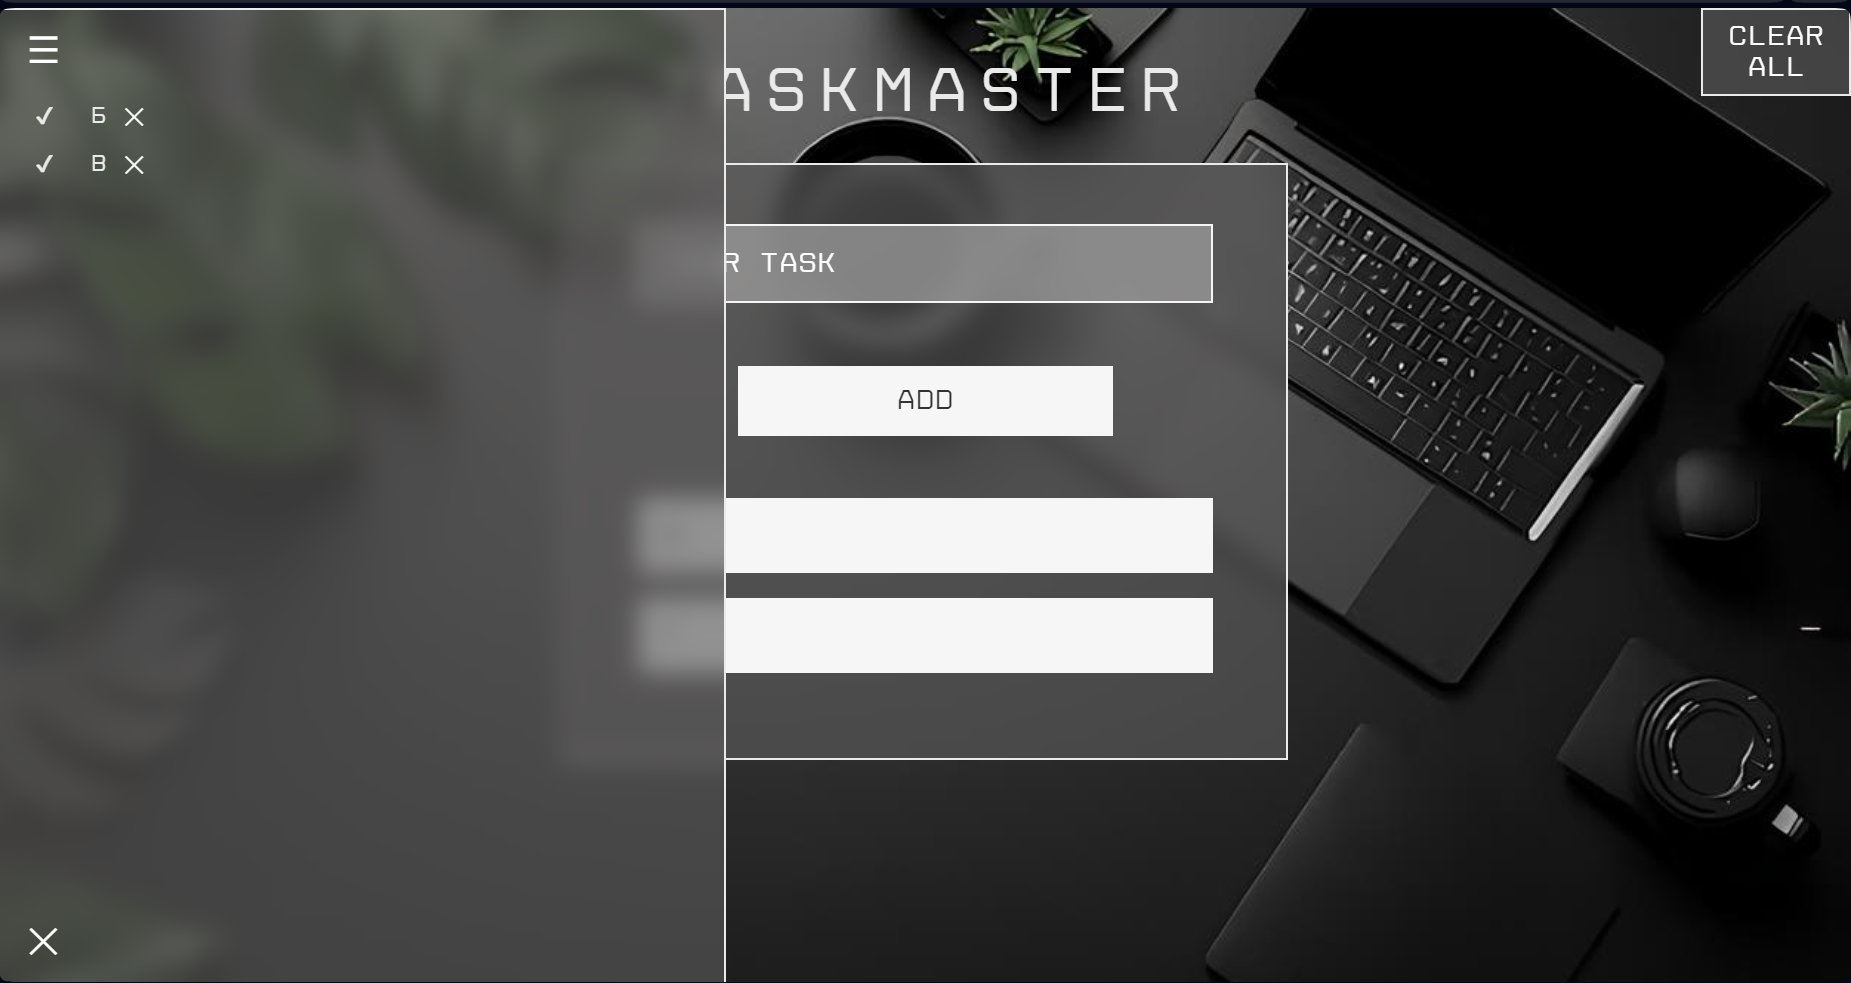 ASKMASTER
CLEAR
ALL
✓ Б ×
✓ В ×
R TASK
ADD